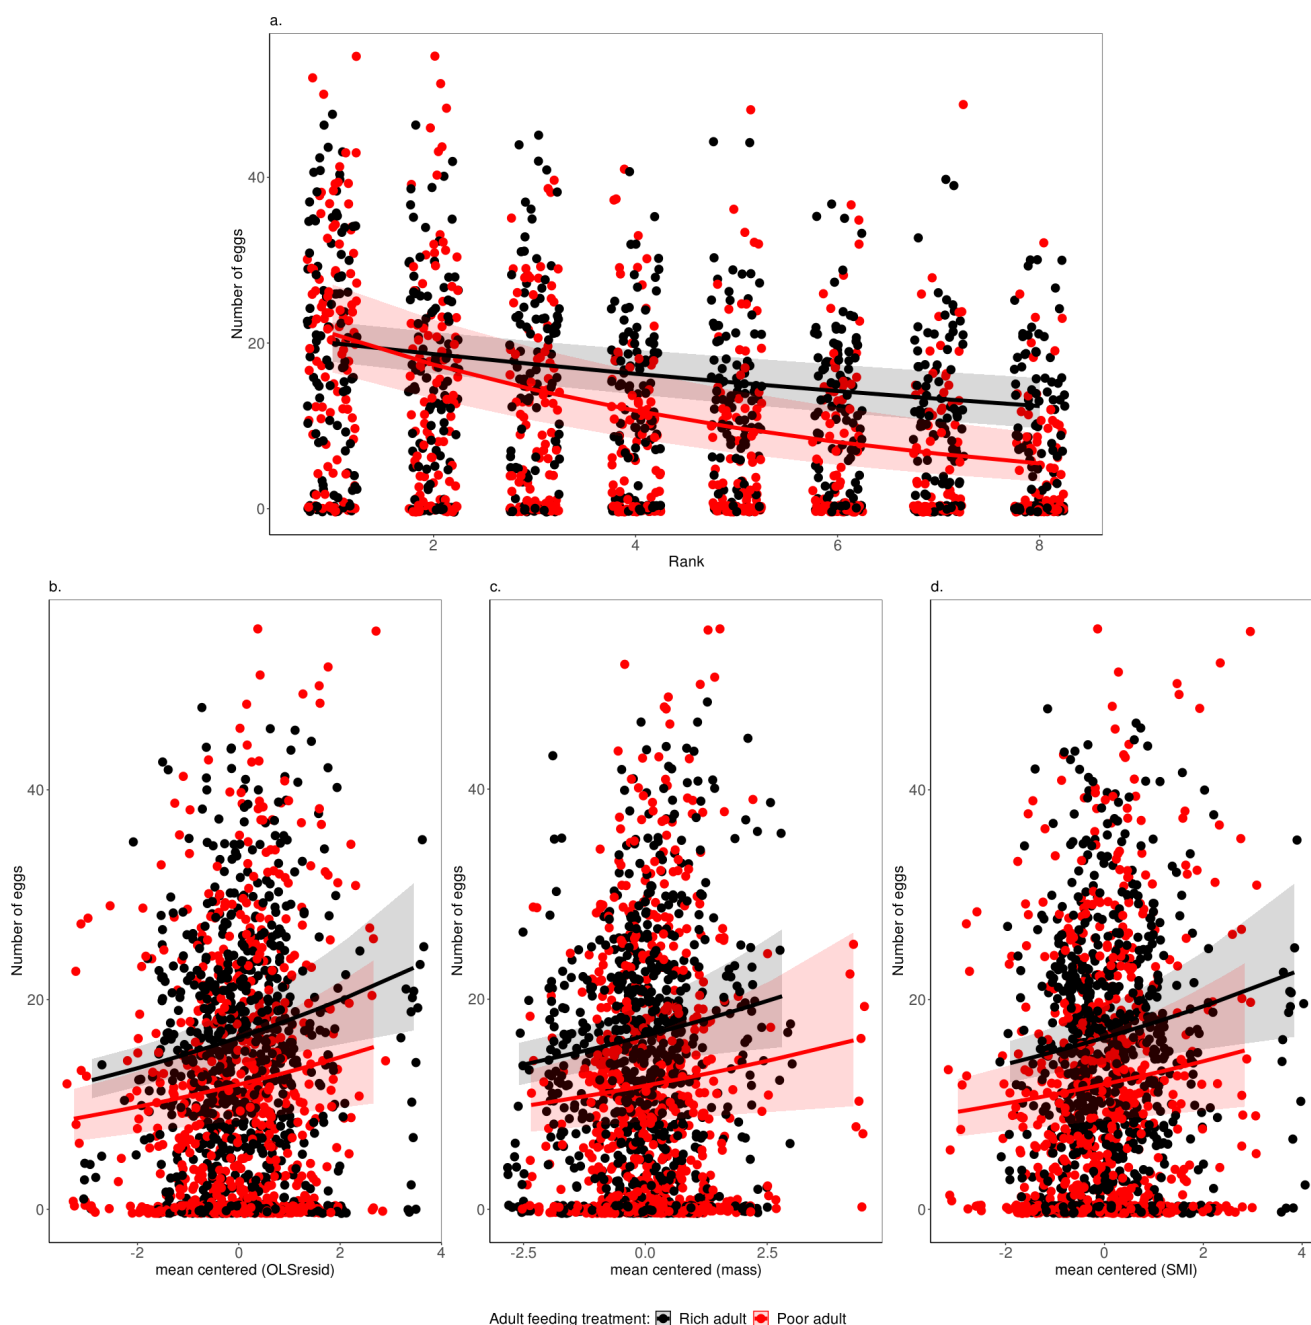 a.
Number of eggs
40
20
0
2
4
6
8
Rank
b.
Number of eggs
40
20
0
-2
0
2
4
mean centered (OLSresid)
c.
Number of eggs
40
20
0
-2.5
0.0
2.5
mean centered (mass)
d.
Number of eggs
40
20
0
-2
0
2
4
mean centered (SMI)
Adult feeding treatment: Rich adult Poor adult